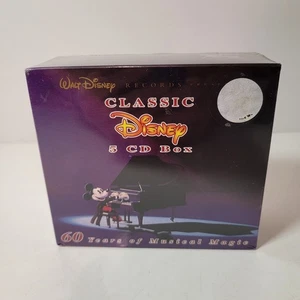 Walt Disney RECORDS
CLASSIC
Disney
5 CD Box
60 Years of Musical Magic